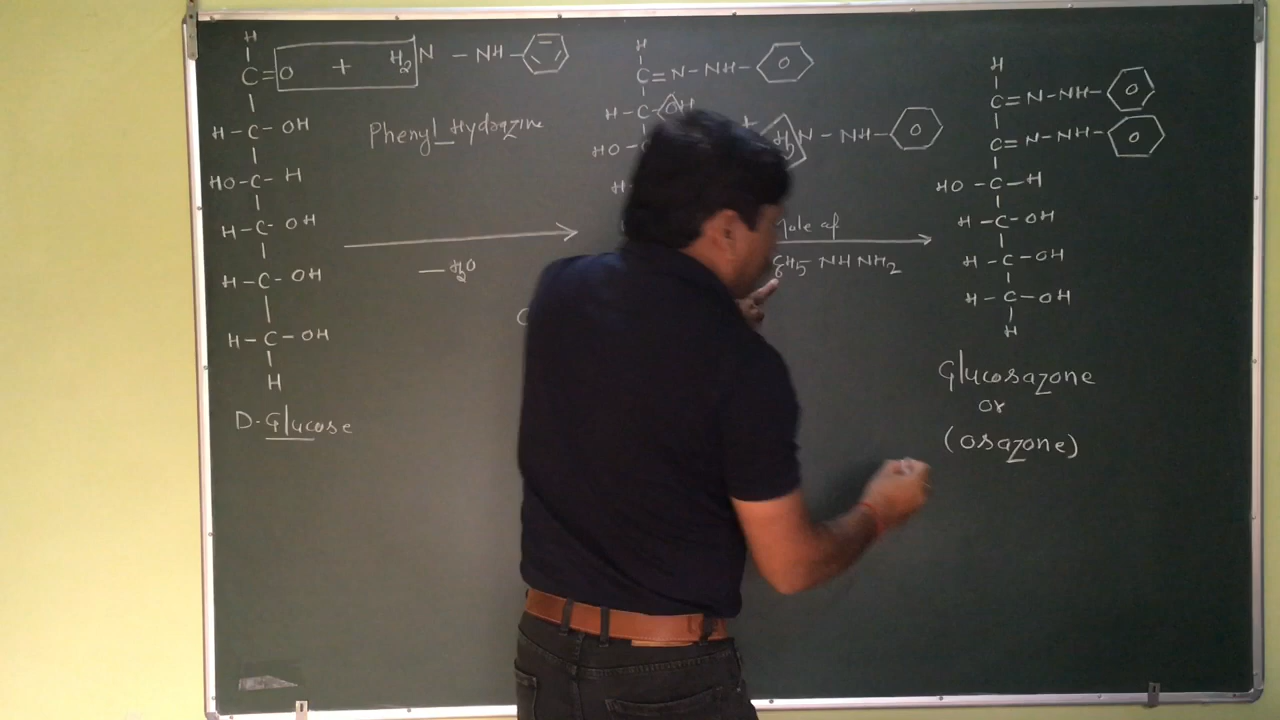 H
C=O + H2N - NH -
H-C-OH
HO-C-H
H-C-OH
H-C-OH
H-C-OH
H
D-Glucose
Phenyl Hydrazine
- H2O
H
C=N-NH- O
H-C-OH
HO-C
H
+ H2N - NH - O
Mole of
C6H5 NH NH2
H
C=N-NH- O
C=N-NH- O
HO-C-H
H-C-OH
H-C-OH
H-C-OH
H
Glucosazone
or
(osazone)